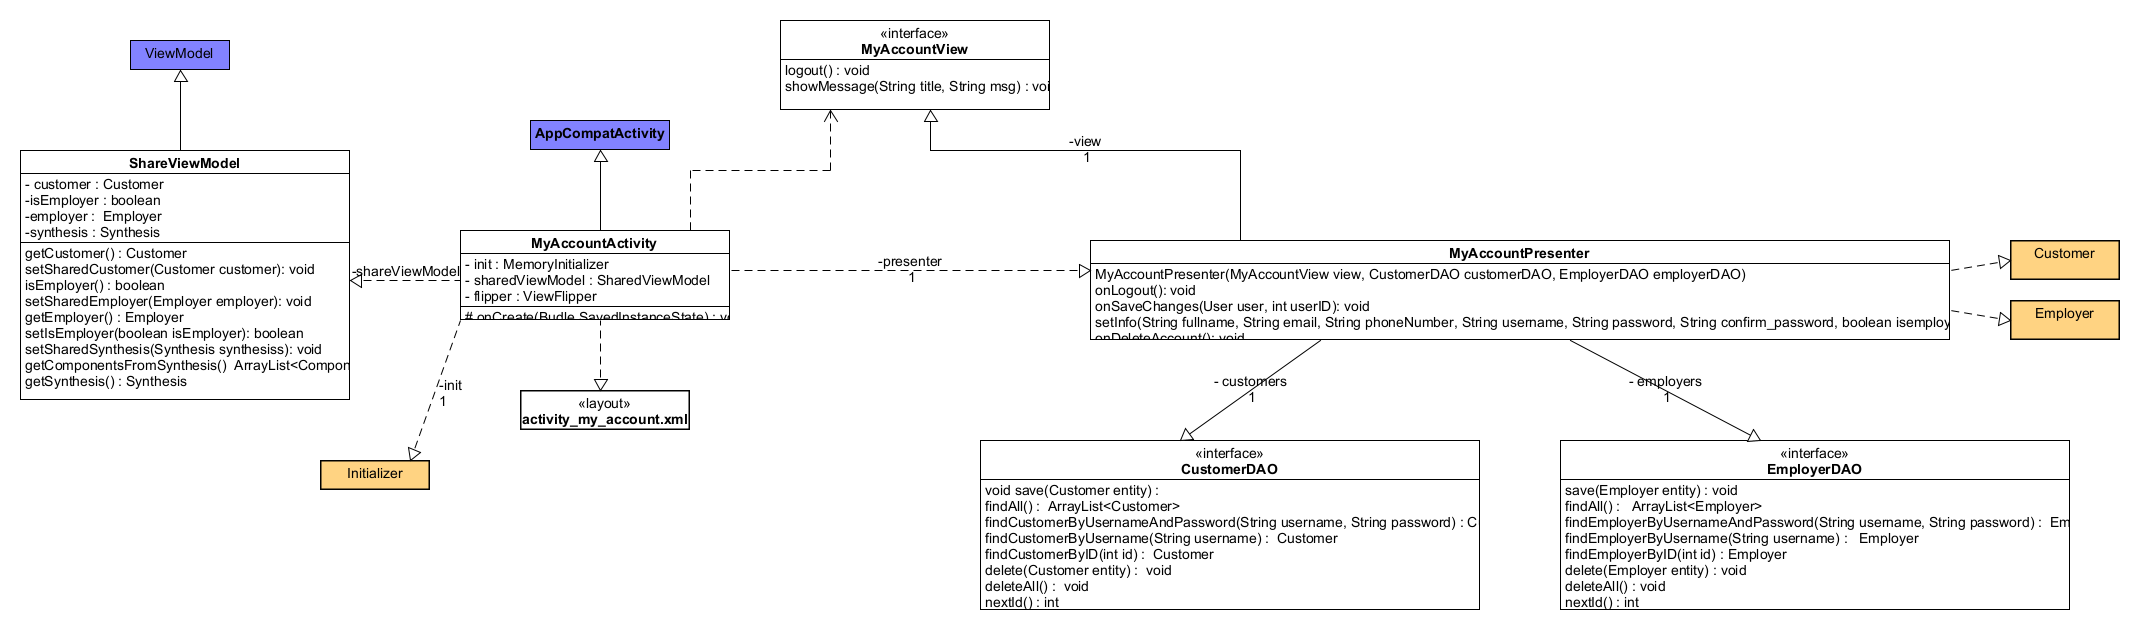 «interface»
MyAccountView
logout() : void
showMessage(String title, String msg) : voi
ViewModel
AppCompatActivity
-view
1
ShareViewModel
- customer : Customer
-isEmployer : boolean
-employer :  Employer
-synthesis : Synthesis
getCustomer() : Customer
setSharedCustomer(Customer customer): void
isEmployer() : boolean
setSharedEmployer(Employer employer): void
getEmployer() : Employer
setIsEmployer(boolean isEmployer): boolean
setSharedSynthesis(Synthesis synthesiss): void
getComponentsFromSynthesis()  ArrayList<Compon
getSynthesis() : Synthesis
-shareViewModel
MyAccountActivity
- init : MemoryInitializer
- sharedViewModel : SharedViewModel
- flipper : ViewFlipper
# onCreate(Budle SavedInstanceState) : v
-presenter
1
MyAccountPresenter
MyAccountPresenter(MyAccountView view, CustomerDAO customerDAO, EmployerDAO employerDAO)
onLogout(): void
onSaveChanges(User user, int userID): void
setInfo(String fullname, String email, String phoneNumber, String username, String password, String confirm_password, boolean isemploy
onDeleteAccount(): void
Customer
Employer
-init
1
«layout»
activity_my_account.xml
Initializer
- customers
1
- employers
1
«interface»
CustomerDAO
void save(Customer entity) :
findAll() :  ArrayList<Customer>
findCustomerByUsernameAndPassword(String username, String password) : C
findCustomerByUsername(String username) :  Customer
findCustomerByID(int id) :  Customer
delete(Customer entity) :  void
deleteAll() :  void
nextId() : int
«interface»
EmployerDAO
save(Employer entity) : void
findAll() :   ArrayList<Employer>
findEmployerByUsernameAndPassword(String username, String password) :  Em
findEmployerByUsername(String username) :   Employer
findEmployerByID(int id) : Employer
delete(Employer entity) : void
deleteAll() : void
nextId() : int